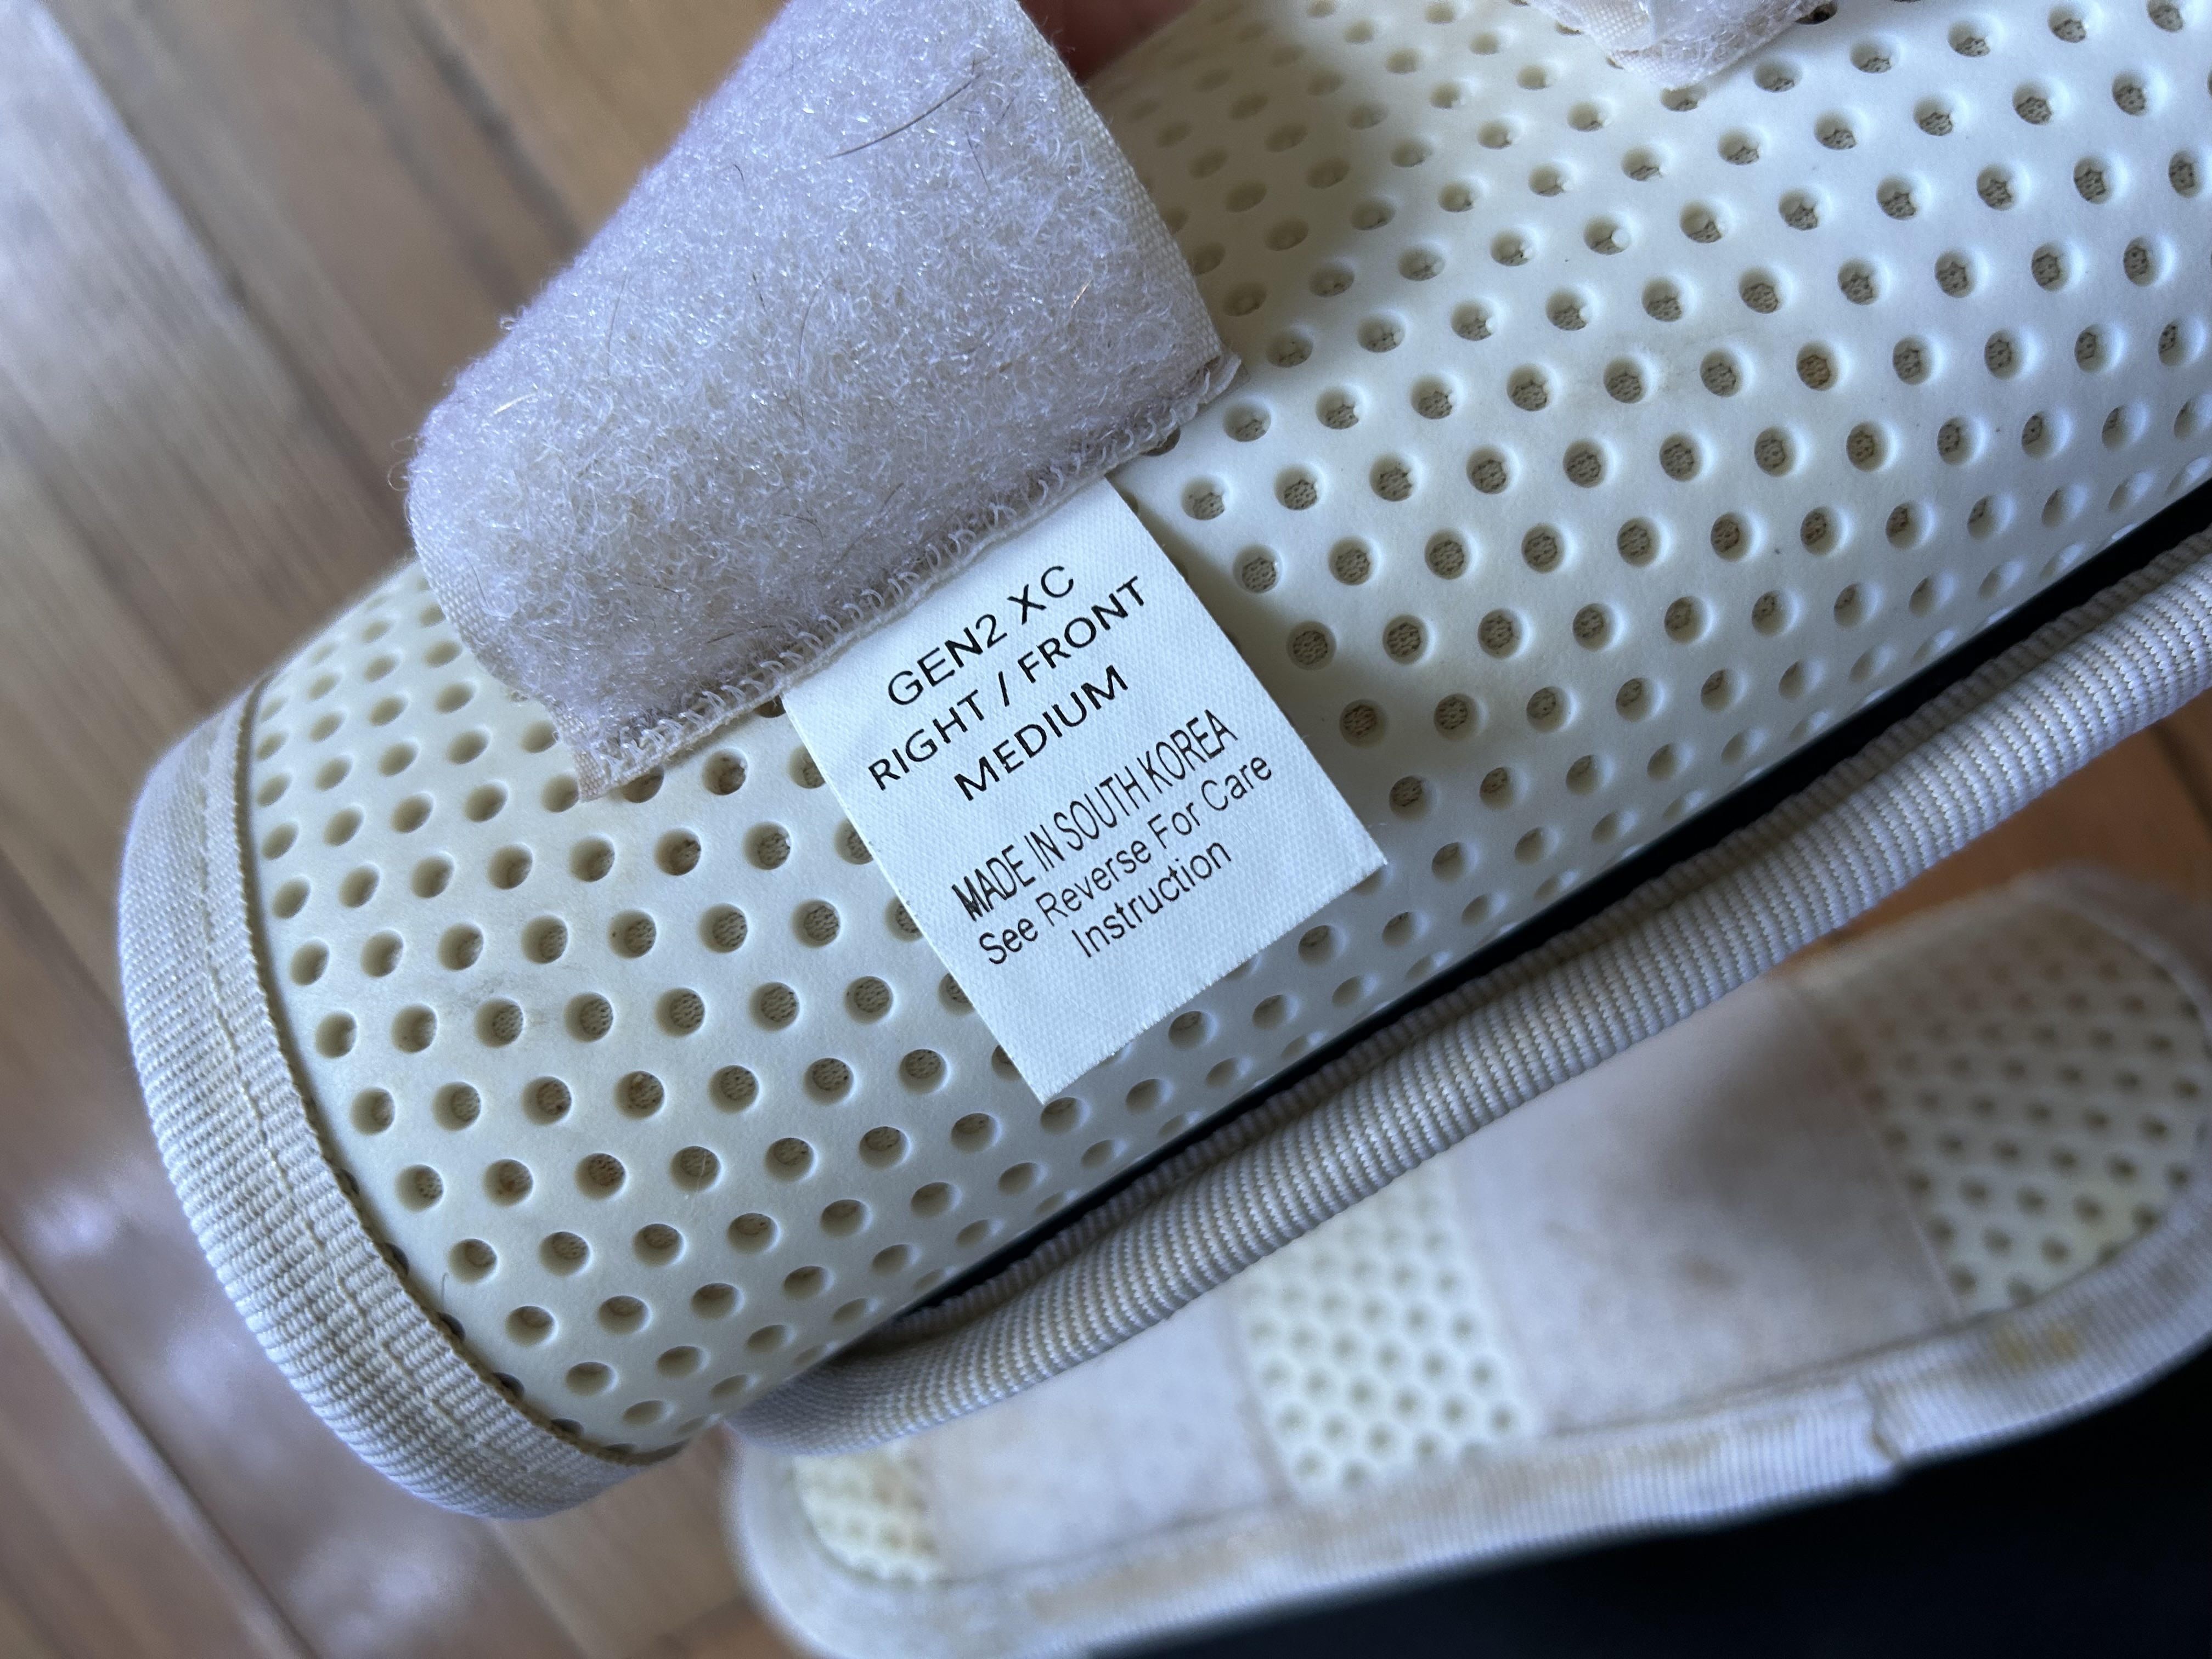 GEN2 XC
RIGHT / FRONT
MEDIUM
MADE IN SOUTH KOREA
See Reverse For Care
Instruction